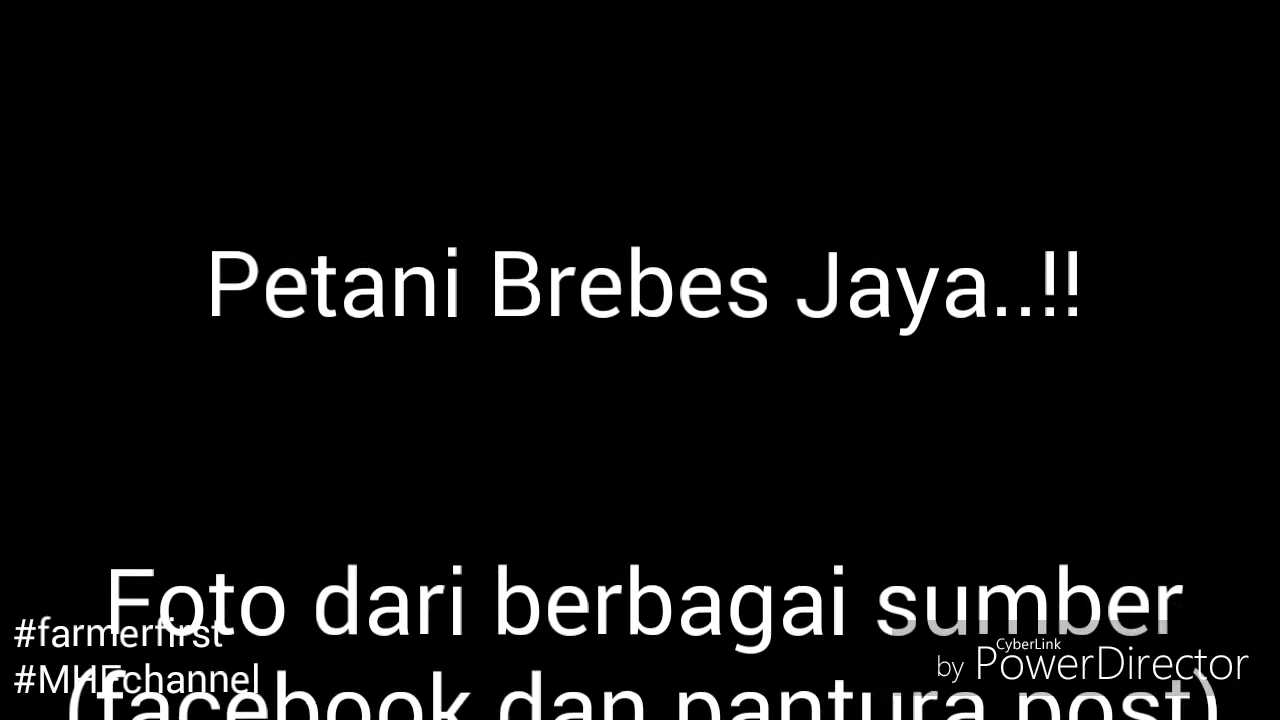 Petani Brebes Jaya..!!
Foto dari berbagai sumber
(facebook dan pantura post)
#farmerfirst
#MHFchannel
CyberLink
by PowerDirector